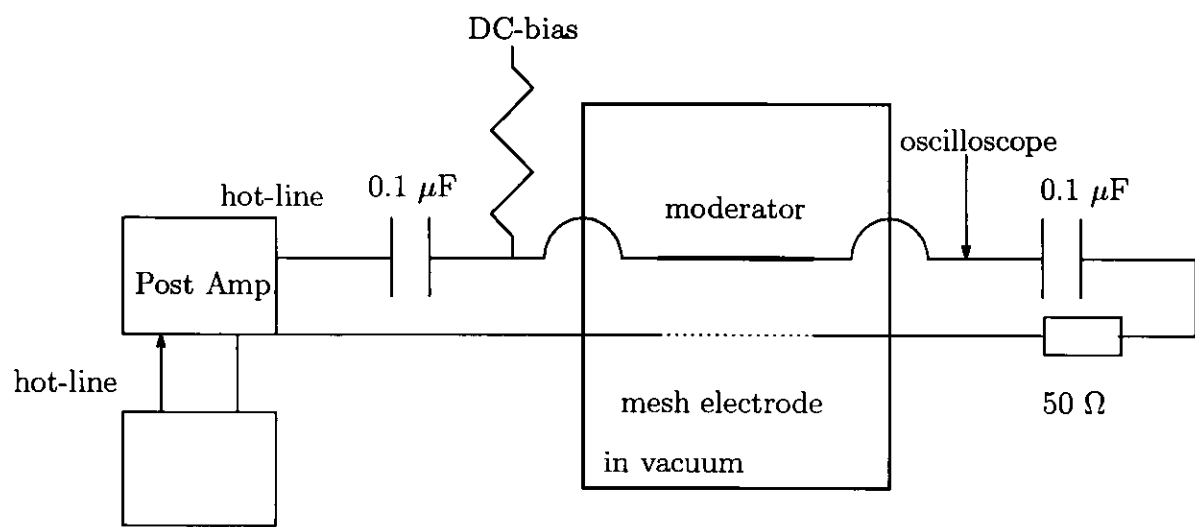 DC-bias
oscilloscope
0.1 μF
0.1 μF
hot-line
moderator
Post Amp.
hot-line
mesh electrode
50 Ω
in vacuum